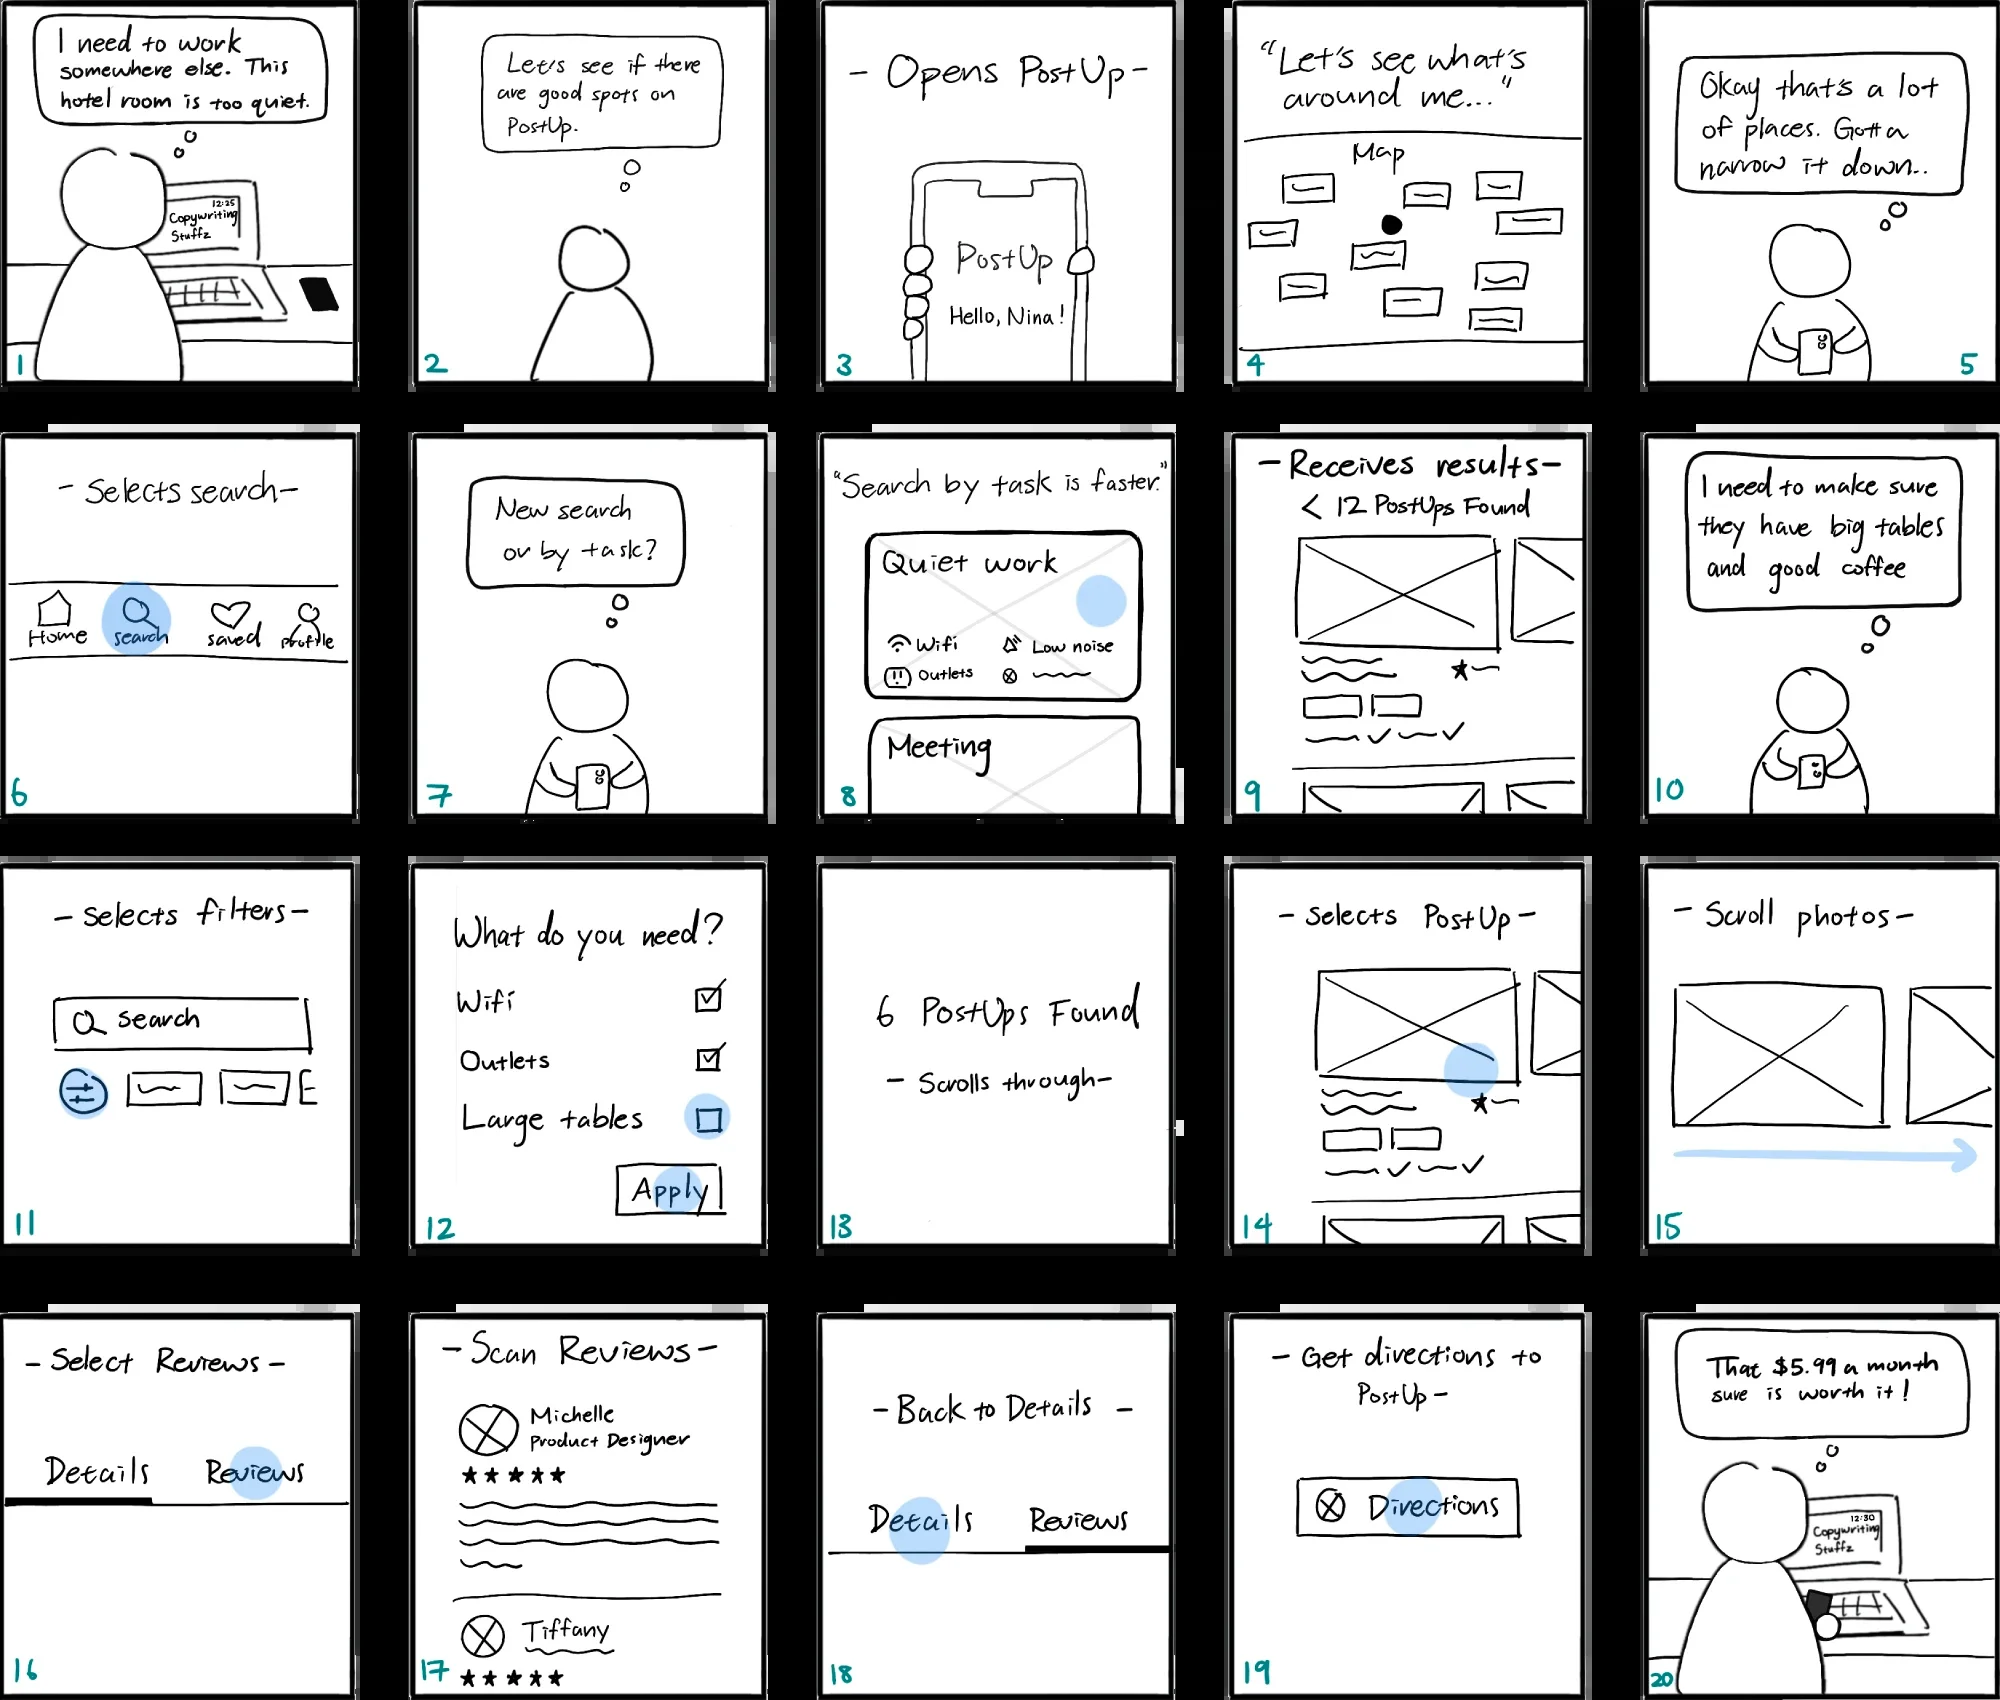 I need to work
somewhere else. This
hotel room is too quiet.
12:25
Copywriting
Stuffz
1
Let's see if there
are good spots on
PostUp.
2
- Opens PostUp -
PostUp
Hello, Nina!
3
"Let's see what's
around me..."
Map
4
Okay that's a lot
of places. Gotta
narrow it down..
5
- Selects search -
Home
search
saved
profile
6
New search
or by task?
7
"Search by task is faster."
Quiet work
Wifi
Low noise
Outlets
Meeting
8
- Receives results -
< 12 PostUps Found
9
I need to make sure
they have big tables
and good coffee
10
- Selects filters -
search
11
What do you need?
Wifi
Outlets
Large tables
Apply
12
6 PostUps Found
- Scrolls through -
13
- Selects PostUp -
14
- Scroll photos -
15
- Select Reviews -
Details
Reviews
16
- Scan Reviews -
Michelle
Product Designer
Tiffany
17
- Back to Details -
Details
Reviews
18
- Get directions to
PostUp -
Directions
19
That $5.99 a month
sure is worth it!
12:30
Copywriting
Stuffz
20